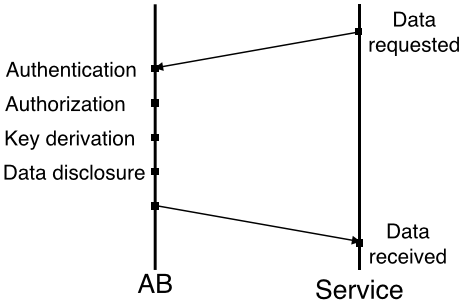 Data
requested
Authentication
Authorization
Key derivation
Data disclosure
Data
received
AB
Service